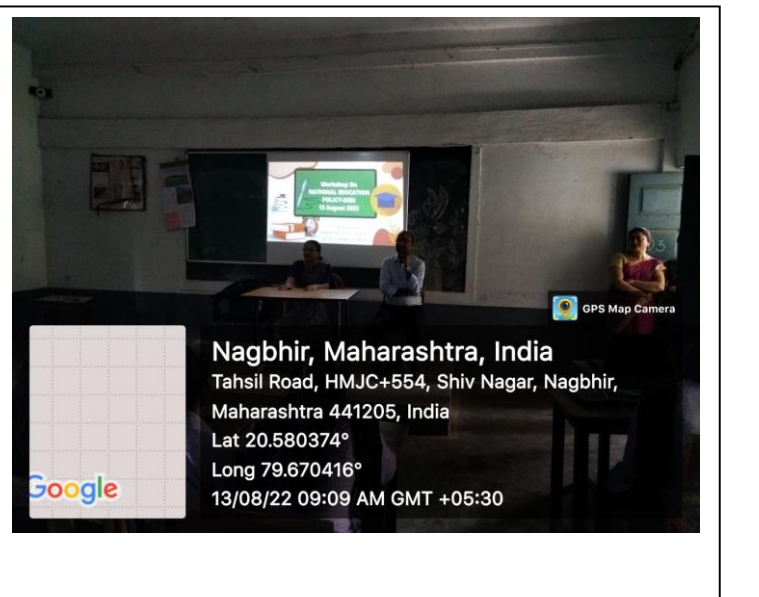 Workshop On
NATIONAL EDUCATION
POLICY-2020
13 August 2022
GPS Map Camera
Nagbhir, Maharashtra, India
Tahsil Road, HMJC+554, Shiv Nagar, Nagbhir,
Maharashtra 441205, India
Lat 20.580374°
Long 79.670416°
13/08/22 09:09 AM GMT +05:30
Google